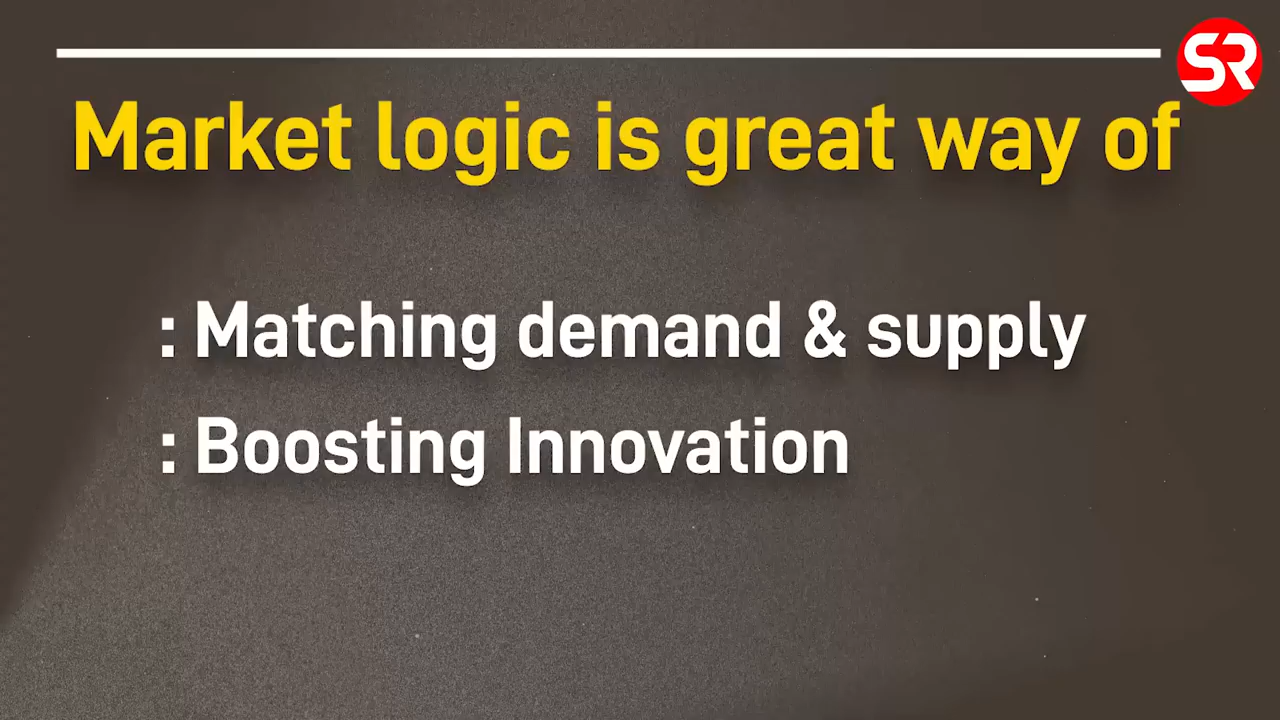 SR
Market logic is great way of
: Matching demand & supply
: Boosting Innovation